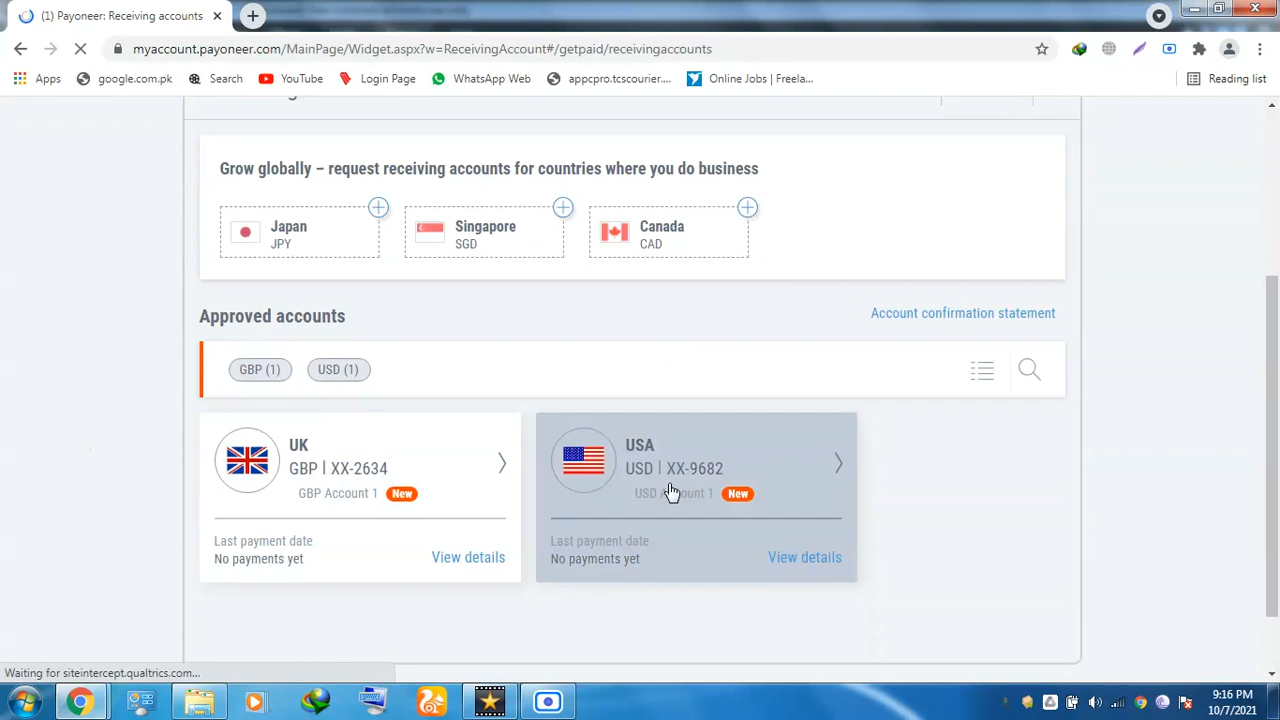 (1) Payoneer: Receiving accounts
myaccount.payoneer.com/MainPage/Widget.aspx?w=ReceivingAccount#/getpaid/receivingaccounts
Apps google.com.pk Search YouTube Login Page WhatsApp Web appcpro.tcscourier.... Online Jobs | Freela... Reading list
Grow globally – request receiving accounts for countries where you do business
Japan
JPY
Singapore
SGD
Canada
CAD
Approved accounts
Account confirmation statement
GBP (1)
USD (1)
UK
GBP | XX-2634
GBP Account 1 New
Last payment date
No payments yet
View details
USA
USD | XX-9682
USD Account 1 New
Last payment date
No payments yet
View details
Waiting for siteintercept.qualtrics.com...
9:16 PM
10/7/2021